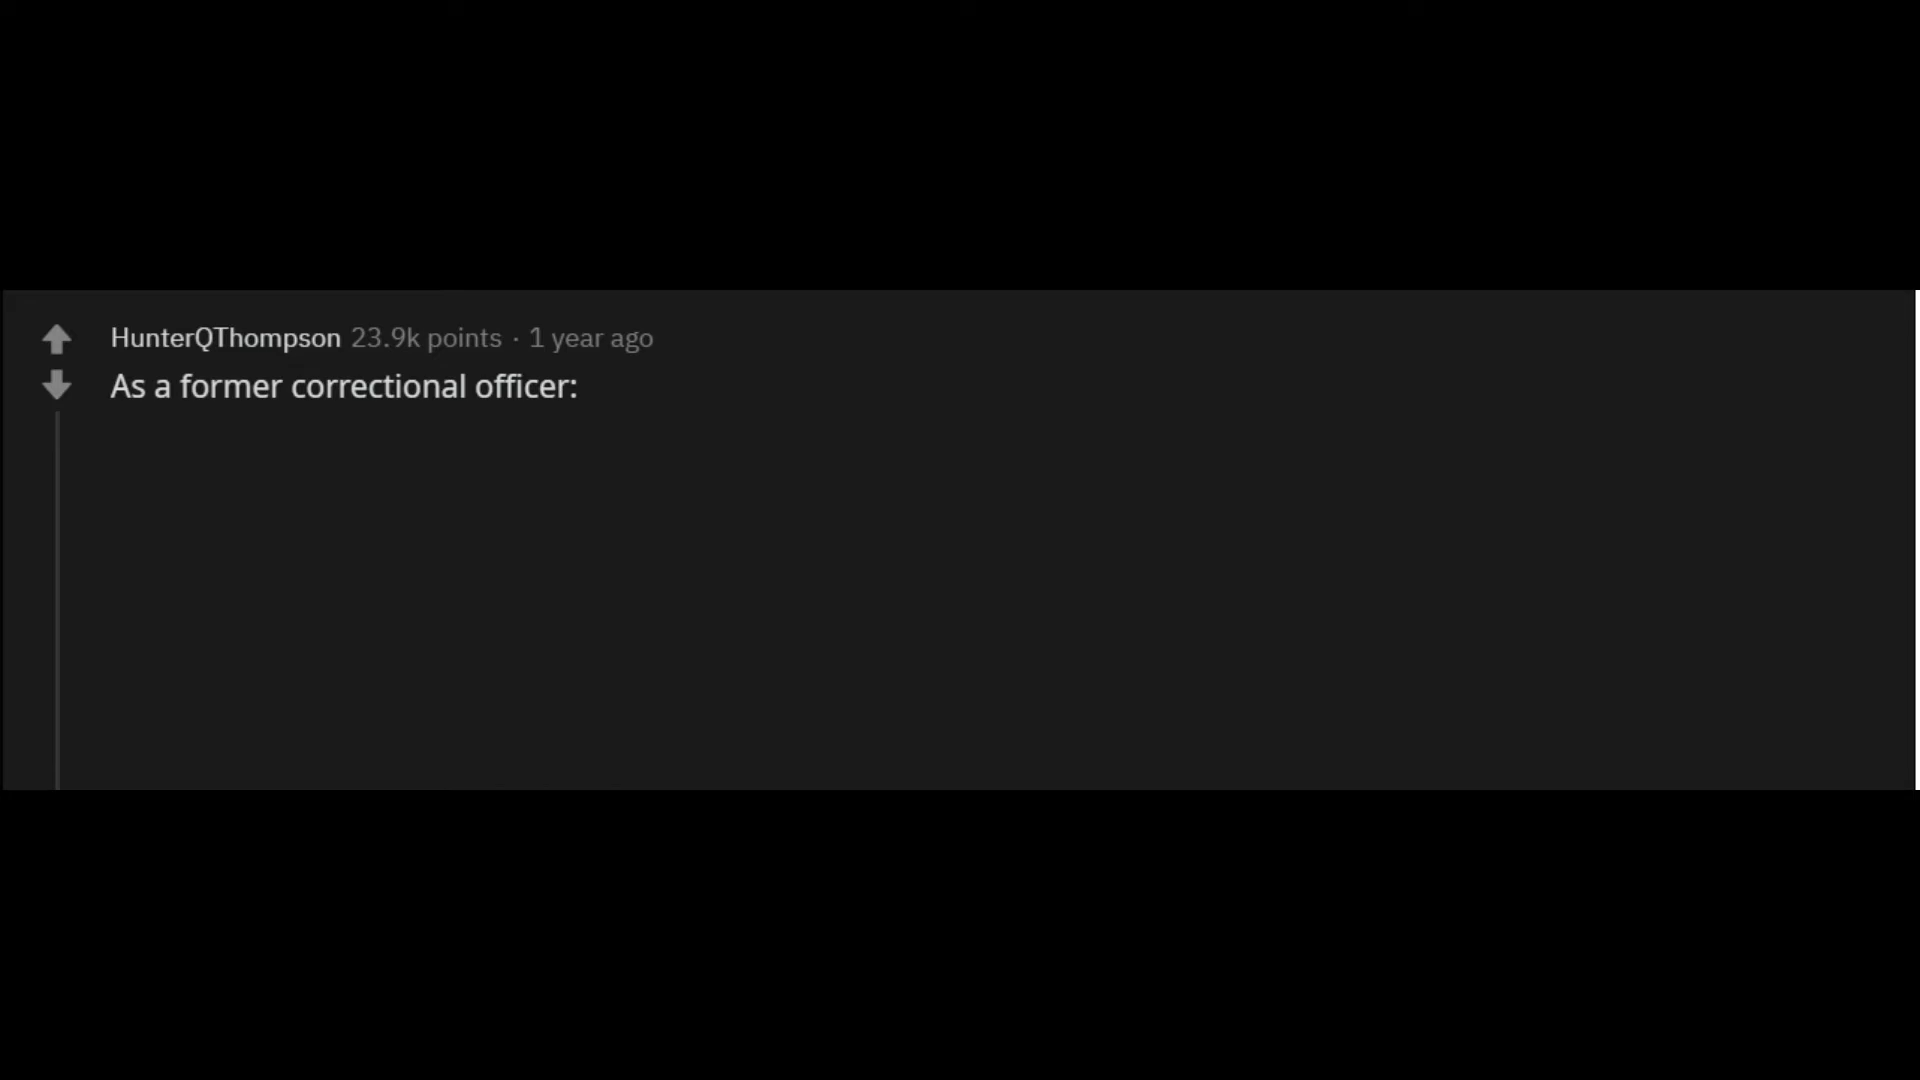 HunterQThompson 23.9k points · 1 year ago
As a former correctional officer: